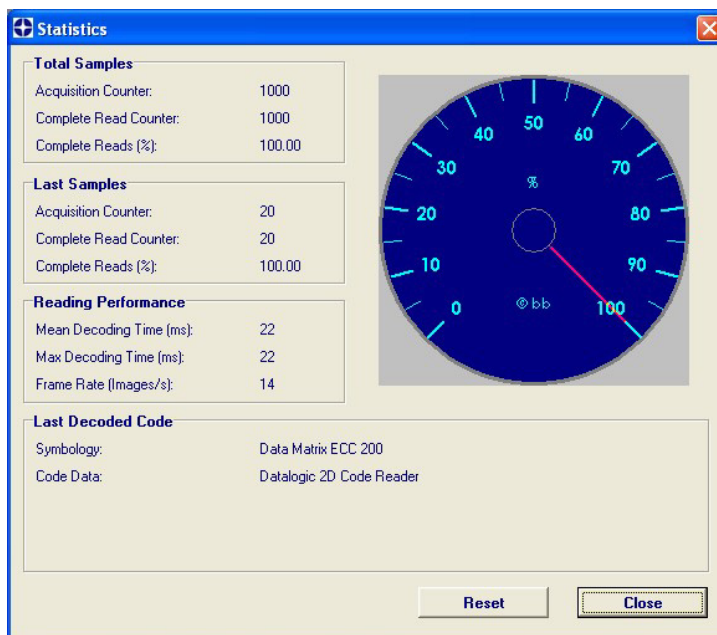 Statistics
Total Samples
Acquisition Counter: 1000
Complete Read Counter: 1000
Complete Reads (%): 100.00
Last Samples
Acquisition Counter: 20
Complete Read Counter: 20
Complete Reads (%): 100.00
Reading Performance
Mean Decoding Time (ms): 22
Max Decoding Time (ms): 22
Frame Rate (Images/s): 14
0
10
20
30
40
50
60
70
80
90
100
%
© bb
Last Decoded Code
Symbology: Data Matrix ECC 200
Code Data: Datalogic 2D Code Reader
Reset
Close